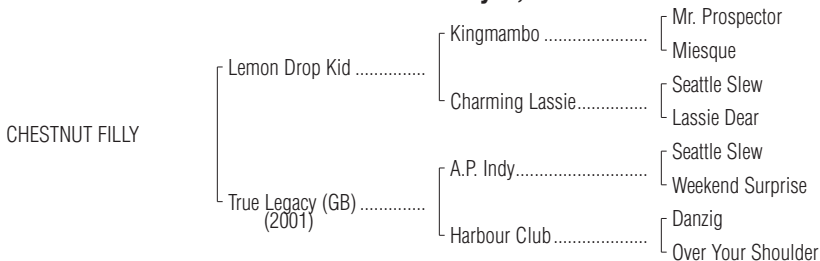 Mr. Prospector
Kingmambo ......................
Miesque
Lemon Drop Kid ...............
Seattle Slew
Charming Lassie...............
Lassie Dear
CHESTNUT FILLY
Seattle Slew
A.P. Indy............................
Weekend Surprise
True Legacy (GB) ..............
(2001)
Danzig
Harbour Club ....................
Over Your Shoulder